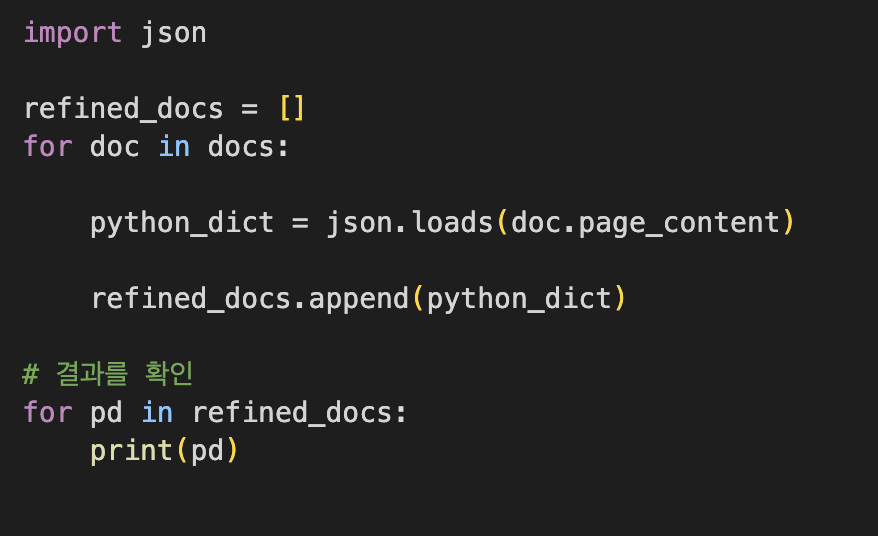 import json
refined_docs = []
for doc in docs:
    python_dict = json.loads(doc.page_content)
    refined_docs.append(python_dict)
# 결과를 확인
for pd in refined_docs:
    print(pd)